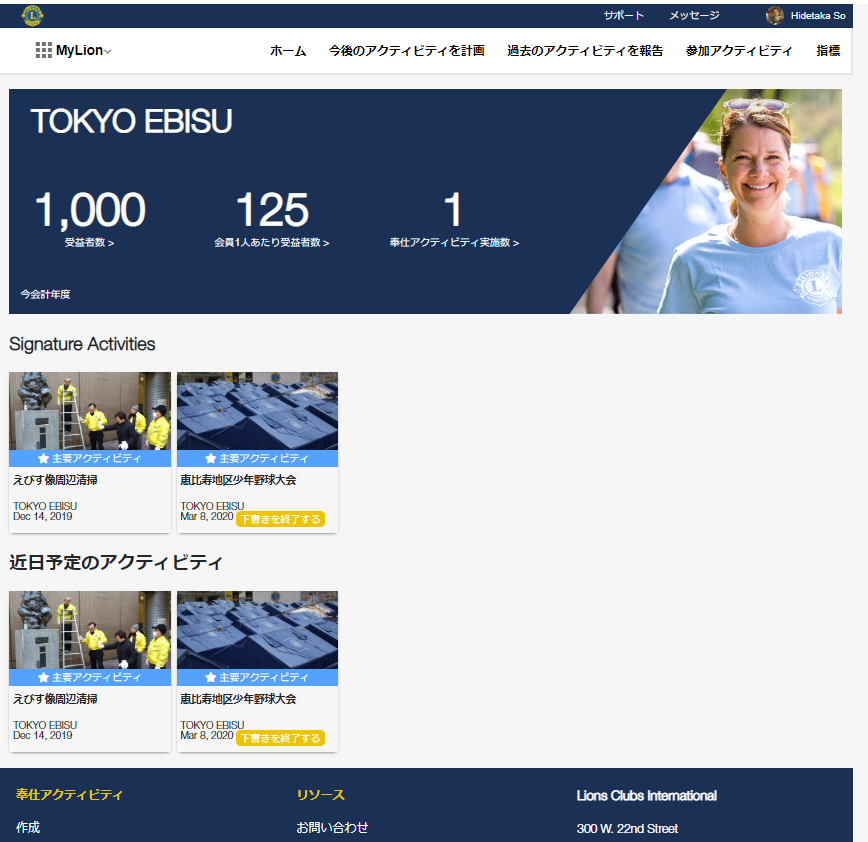 サポート メッセージ Hidetaka So
MyLion ホーム 今後のアクティビティを計画 過去のアクティビティを報告 参加アクティビティ 指標
TOKYO EBISU
1,000 125 1
受益者数 > 会員1人あたり受益者数 > 奉仕アクティビティ実施数 >
今会計年度
Signature Activities
主要アクティビティ 主要アクティビティ
えびす像周辺清掃 恵比寿地区少年野球大会
TOKYO EBISU TOKYO EBISU
Dec 14, 2019 Mar 8, 2020 下書きを終了する
近日予定のアクティビティ
主要アクティビティ 主要アクティビティ
えびす像周辺清掃 恵比寿地区少年野球大会
TOKYO EBISU TOKYO EBISU
Dec 14, 2019 Mar 8, 2020 下書きを終了する
奉仕アクティビティ リソース Lions Clubs International
作成 お問い合わせ 300 W. 22nd Street